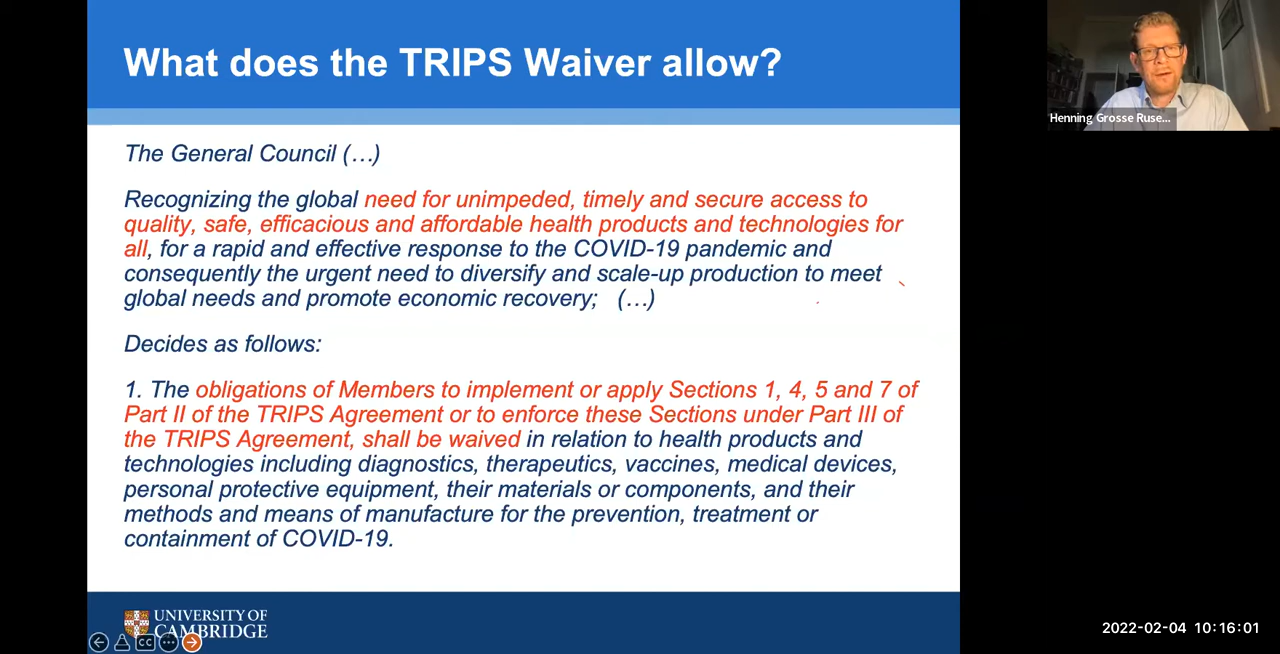 What does the TRIPS Waiver allow?
The General Council (…)
Recognizing the global need for unimpeded, timely and secure access to
quality, safe, efficacious and affordable health products and technologies for
all, for a rapid and effective response to the COVID-19 pandemic and
consequently the urgent need to diversify and scale-up production to meet
global needs and promote economic recovery; (…)
Decides as follows:
1. The obligations of Members to implement or apply Sections 1, 4, 5 and 7 of
Part II of the TRIPS Agreement or to enforce these Sections under Part III of
the TRIPS Agreement, shall be waived in relation to health products and
technologies including diagnostics, therapeutics, vaccines, medical devices,
personal protective equipment, their materials or components, and their
methods and means of manufacture for the prevention, treatment or
containment of COVID-19.
UNIVERSITY OF
CAMBRIDGE
CC
Henning Grosse Ruse...
2022-02-04 10:16:01